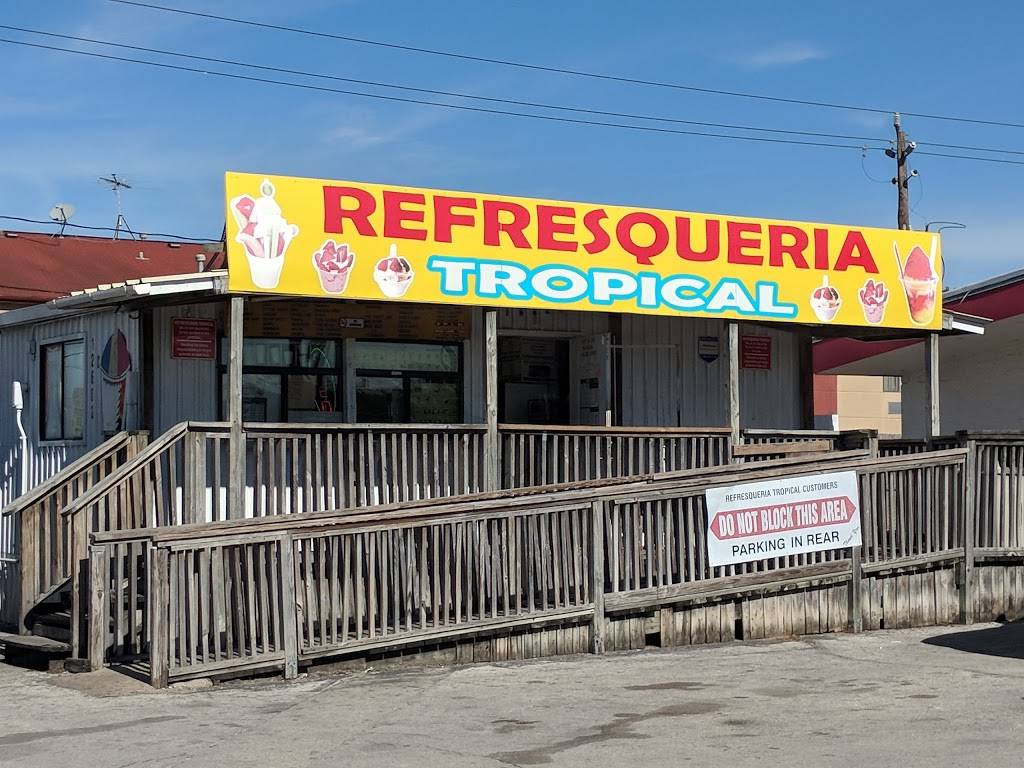 REFRESQUERIA
TROPICAL
REFRESQUERIA TROPICAL CUSTOMERS
DO NOT BLOCK THIS AREA
PARKING IN REAR